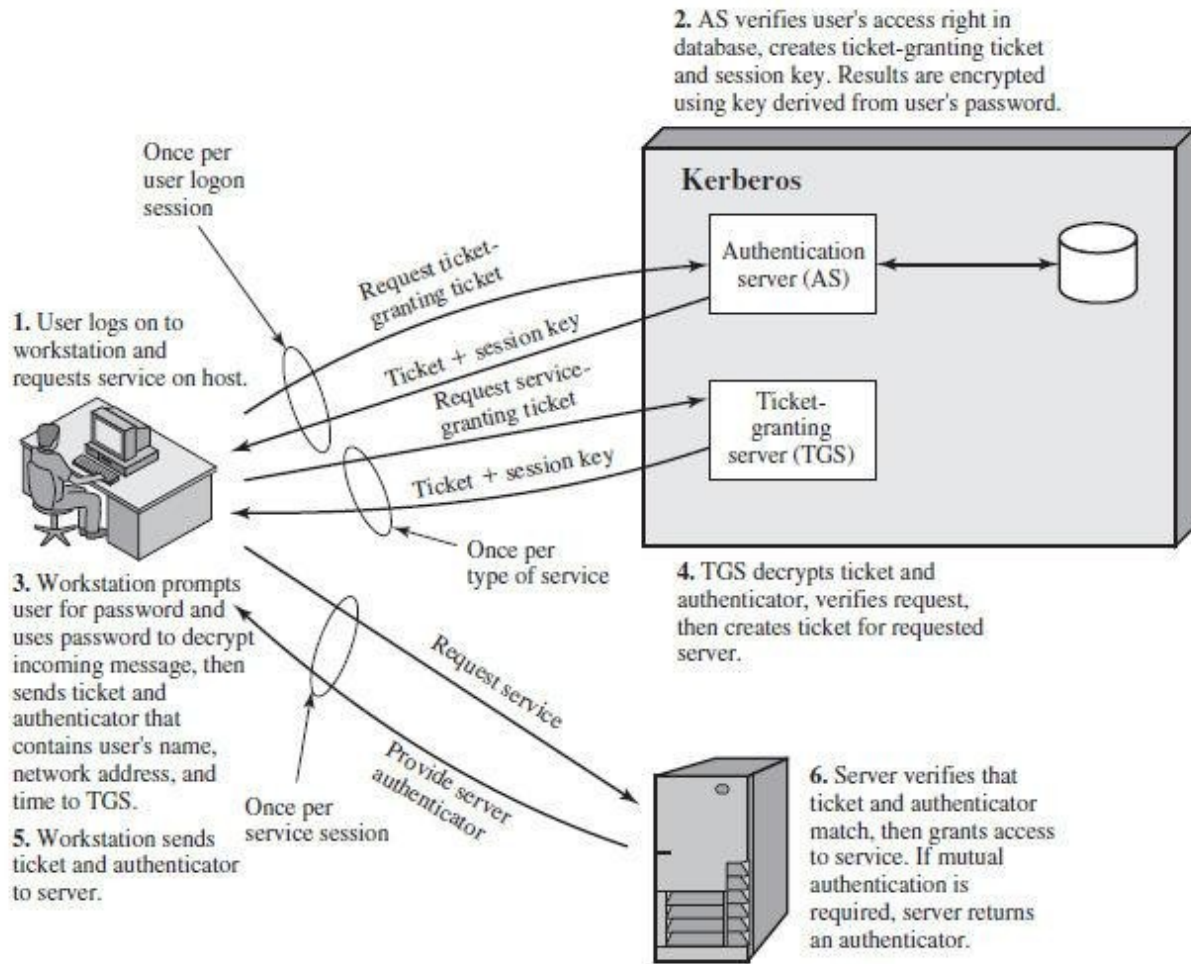 2. AS verifies user's access right in
database, creates ticket-granting ticket
and session key. Results are encrypted
using key derived from user's password.
Once per
user logon
session
Kerberos
Authentication
server (AS)
Request ticket-
granting ticket
1. User logs on to
workstation and
requests service on host.
Ticket + session key
Request service-
granting ticket
Ticket-
granting
server (TGS)
Ticket + session key
Once per
type of service
3. Workstation prompts
user for password and
uses password to decrypt
incoming message, then
sends ticket and
authenticator that
contains user's name,
network address, and
time to TGS.
4. TGS decrypts ticket and
authenticator, verifies request,
then creates ticket for requested
server.
Request service
Provide server
authenticator
Once per
service session
5. Workstation sends
ticket and authenticator
to server.
6. Server verifies that
ticket and authenticator
match, then grants access
to service. If mutual
authentication is
required, server returns
an authenticator.